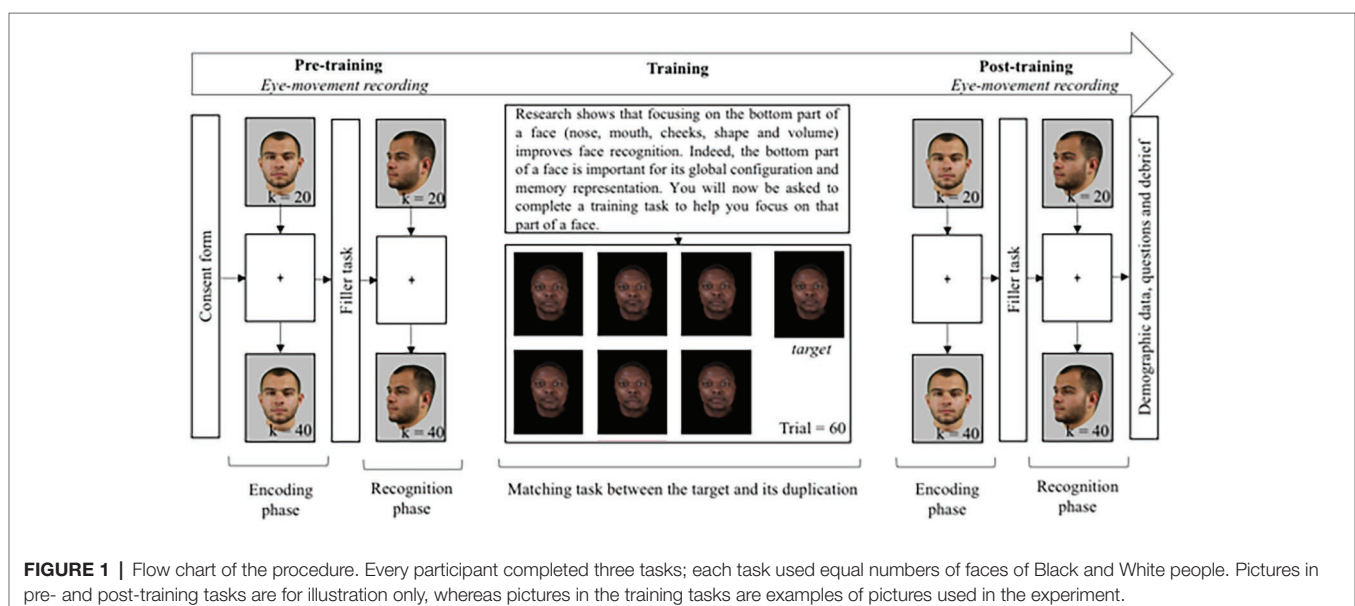 Pre-training
Eye-movement recording
Training
Post-training
Eye-movement recording
Consent form
k = 20
k = 40
Encoding
phase
Filler task
k = 20
k = 40
Recognition
phase
Research shows that focusing on the bottom part
of a face (nose, mouth, cheeks, shape and volume)
improves face recognition. Indeed, the bottom part
of a face is important for its global configuration and
memory representation. You will now be asked to
complete a training task to help you focus on that
part of a face.
target
Trial = 60
Matching task between the target and its duplication
k = 20
k = 40
Encoding
phase
Filler task
k = 20
k = 40
Recognition
phase
Demographic data, questions and debrief
FIGURE 1 | Flow chart of the procedure. Every participant completed three tasks; each task used equal numbers of faces of Black and White people. Pictures in
pre- and post-training tasks are for illustration only, whereas pictures in the training tasks are examples of pictures used in the experiment.